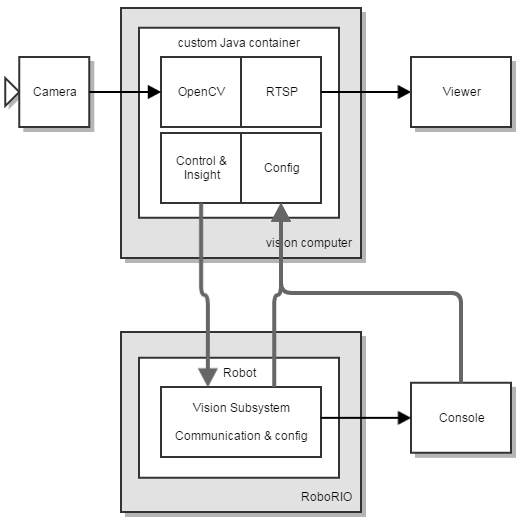 custom Java container
Camera
OpenCV
RTSP
Viewer
Control &
Insight
Config
vision computer
Robot
Vision Subsystem
Communication & config
Console
RoboRIO